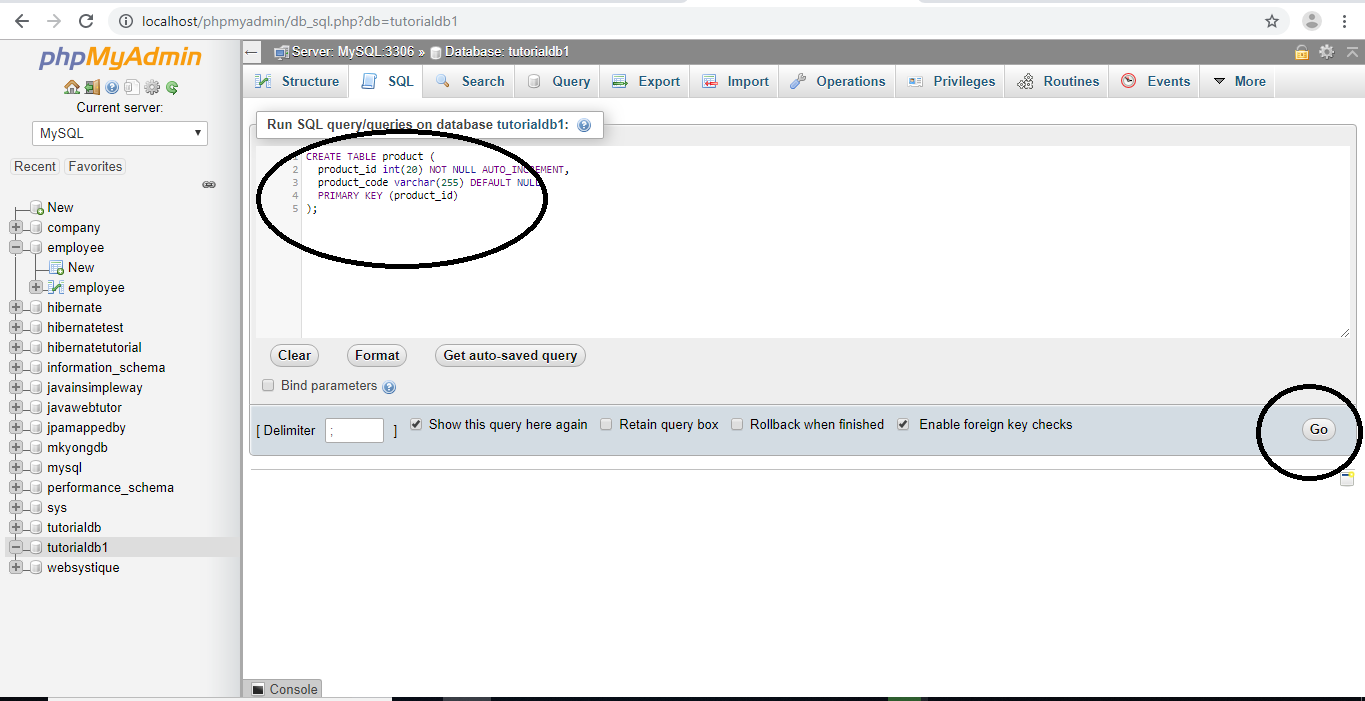 localhost/phpmyadmin/db_sql.php?db=tutorialdb1
phpMyAdmin
Current server:
MySQL
Recent Favorites
New
company
employee
New
employee
hibernate
hibernatetest
hibernatetutorial
information_schema
javainsimpleway
javawebtutor
jpamappedby
mkyongdb
mysql
performance_schema
sys
tutorialdb
tutorialdb1
websystique
Server: MySQL:3306 » Database: tutorialdb1
Structure SQL Search Query Export Import Operations Privileges Routines Events More
Run SQL query/queries on database tutorialdb1:
1 CREATE TABLE product (
2 product_id int(20) NOT NULL AUTO_INCREMENT,
3 product_code varchar(255) DEFAULT NULL
4 PRIMARY KEY (product_id)
5 );
Clear Format Get auto-saved query
Bind parameters
[ Delimiter ; ] Show this query here again Retain query box Rollback when finished Enable foreign key checks Go
Console